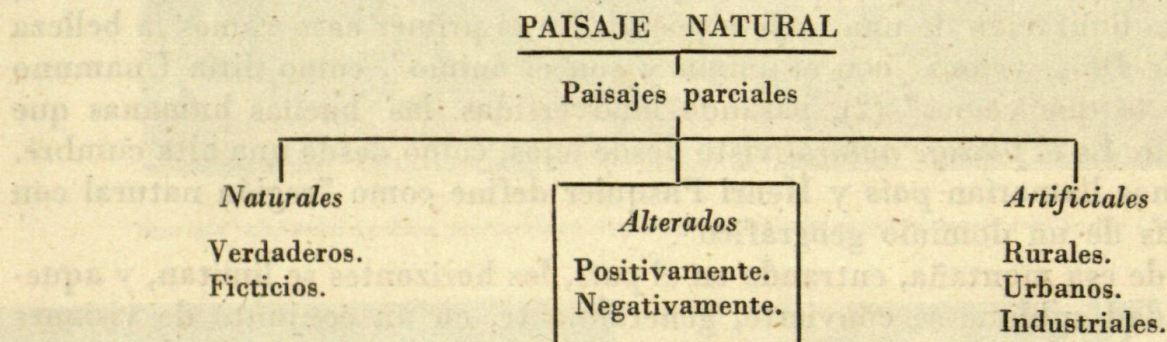 PAISAJE NATURAL
Paisajes parciales
Naturales
Verdaderos.
Ficticios.
Alterados
Positivamente.
Negativamente.
Artificiales
Rurales.
Urbanos.
Industriales.